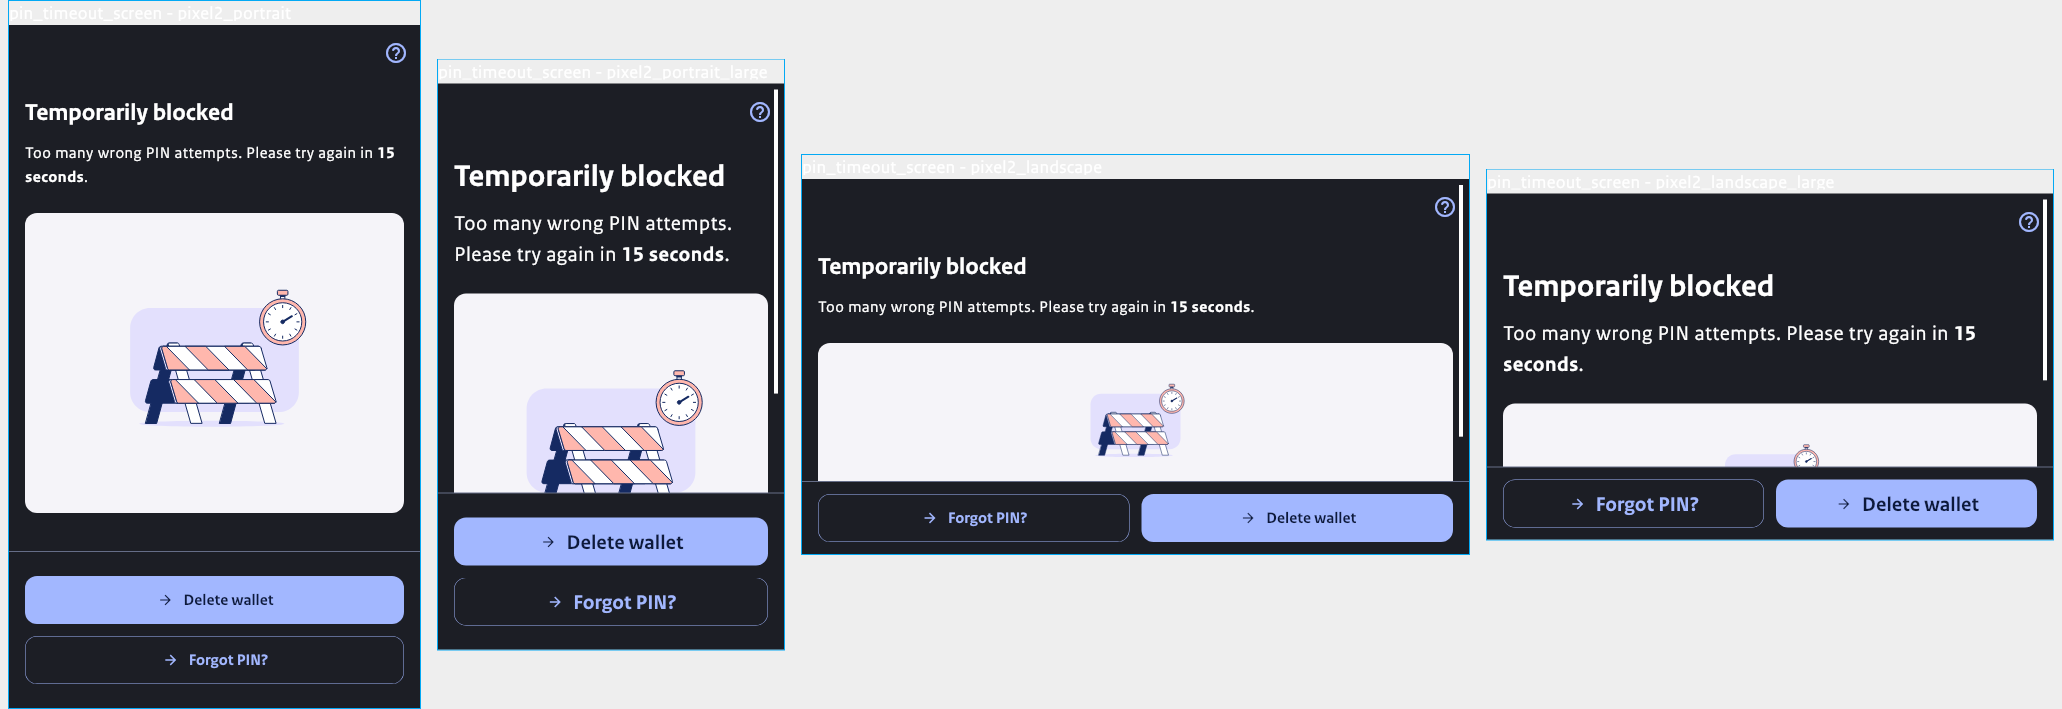 pin_timeout_screen - pixel2_portrait
Temporarily blocked
Too many wrong PIN attempts. Please try again in 15
seconds.
Delete wallet
Forgot PIN?
pin_timeout_screen - pixel2_portrait_large
Temporarily blocked
Too many wrong PIN attempts.
Please try again in 15 seconds.
Delete wallet
Forgot PIN?
pin_timeout_screen - pixel2_landscape
Temporarily blocked
Too many wrong PIN attempts. Please try again in 15 seconds.
Forgot PIN?
Delete wallet
pin_timeout_screen - pixel2_landscape_large
Temporarily blocked
Too many wrong PIN attempts. Please try again in 15
seconds.
Forgot PIN?
Delete wallet